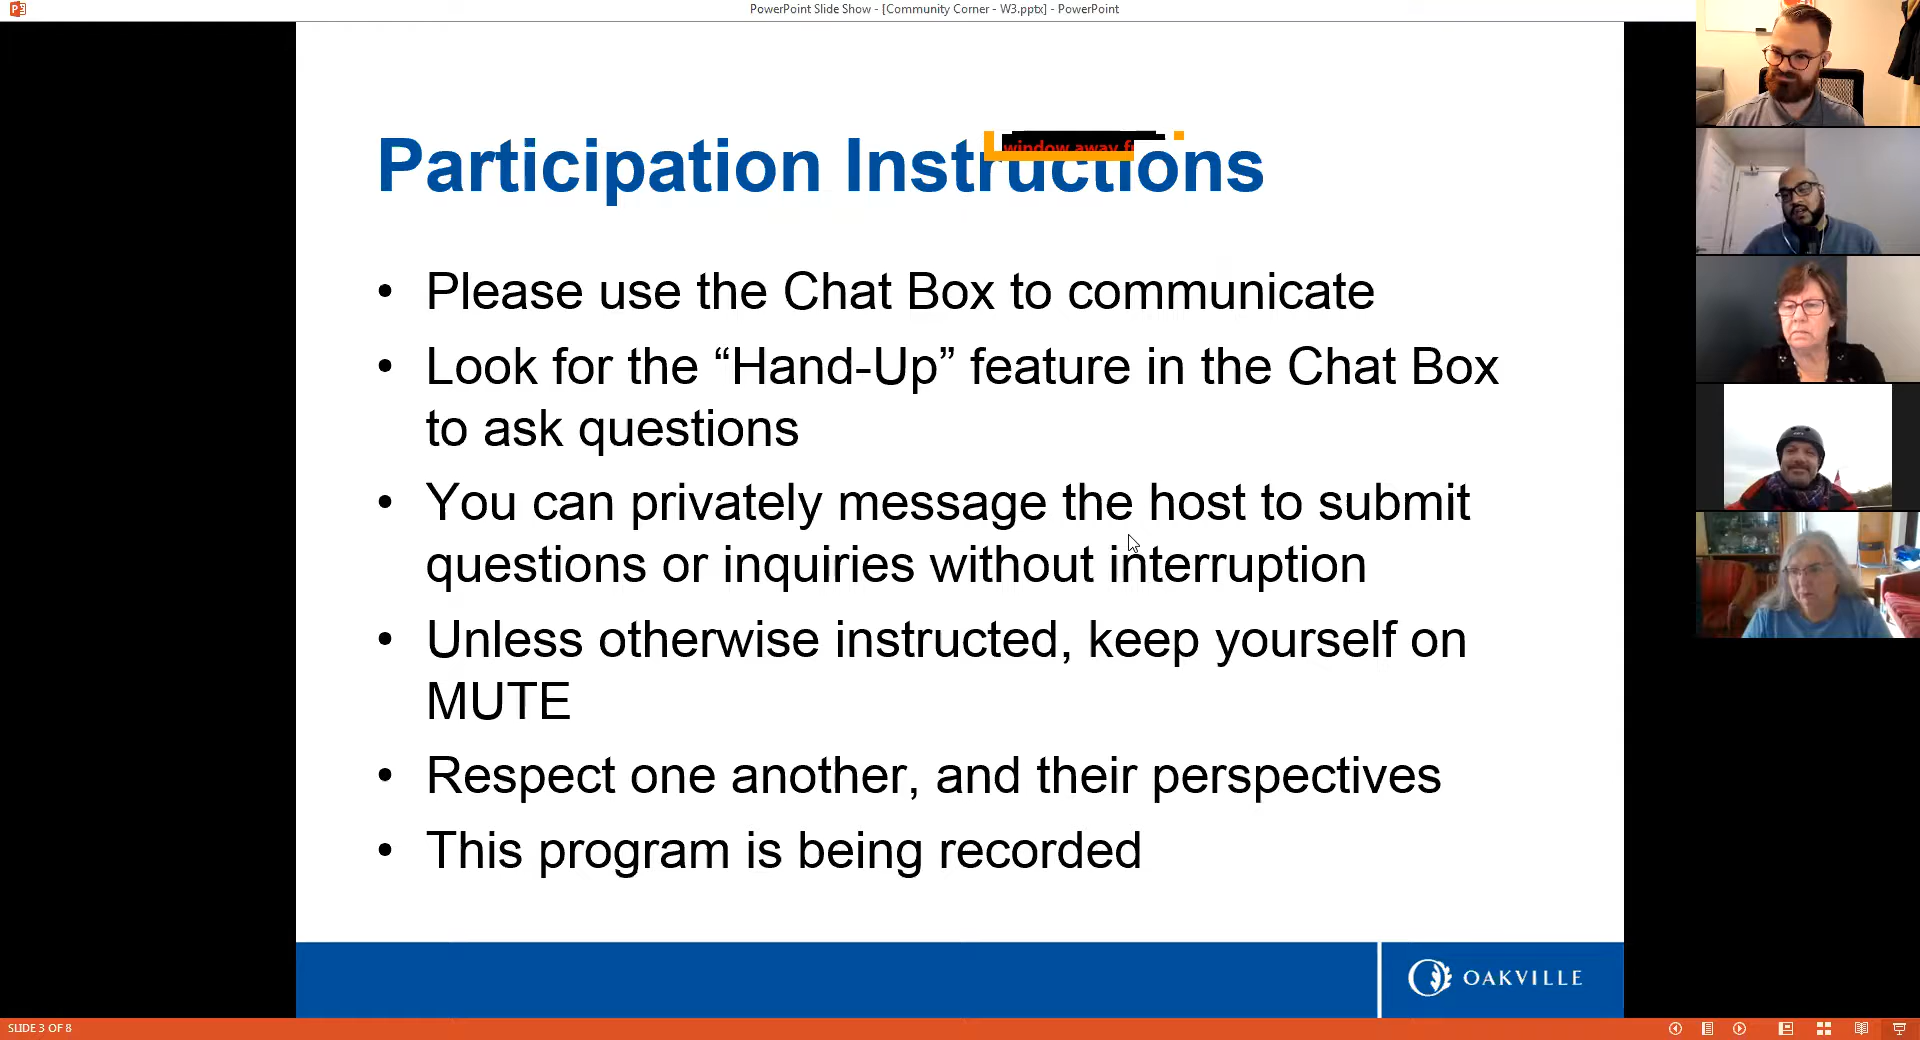 PowerPoint Slide Show - [Community Corner - W3.pptx] - PowerPoint
Participation Instructions
window away f
• Please use the Chat Box to communicate
• Look for the “Hand-Up” feature in the Chat Box
to ask questions
• You can privately message the host to submit
questions or inquiries without interruption
• Unless otherwise instructed, keep yourself on
MUTE
• Respect one another, and their perspectives
• This program is being recorded
OAKVILLE
SLIDE 3 OF 8